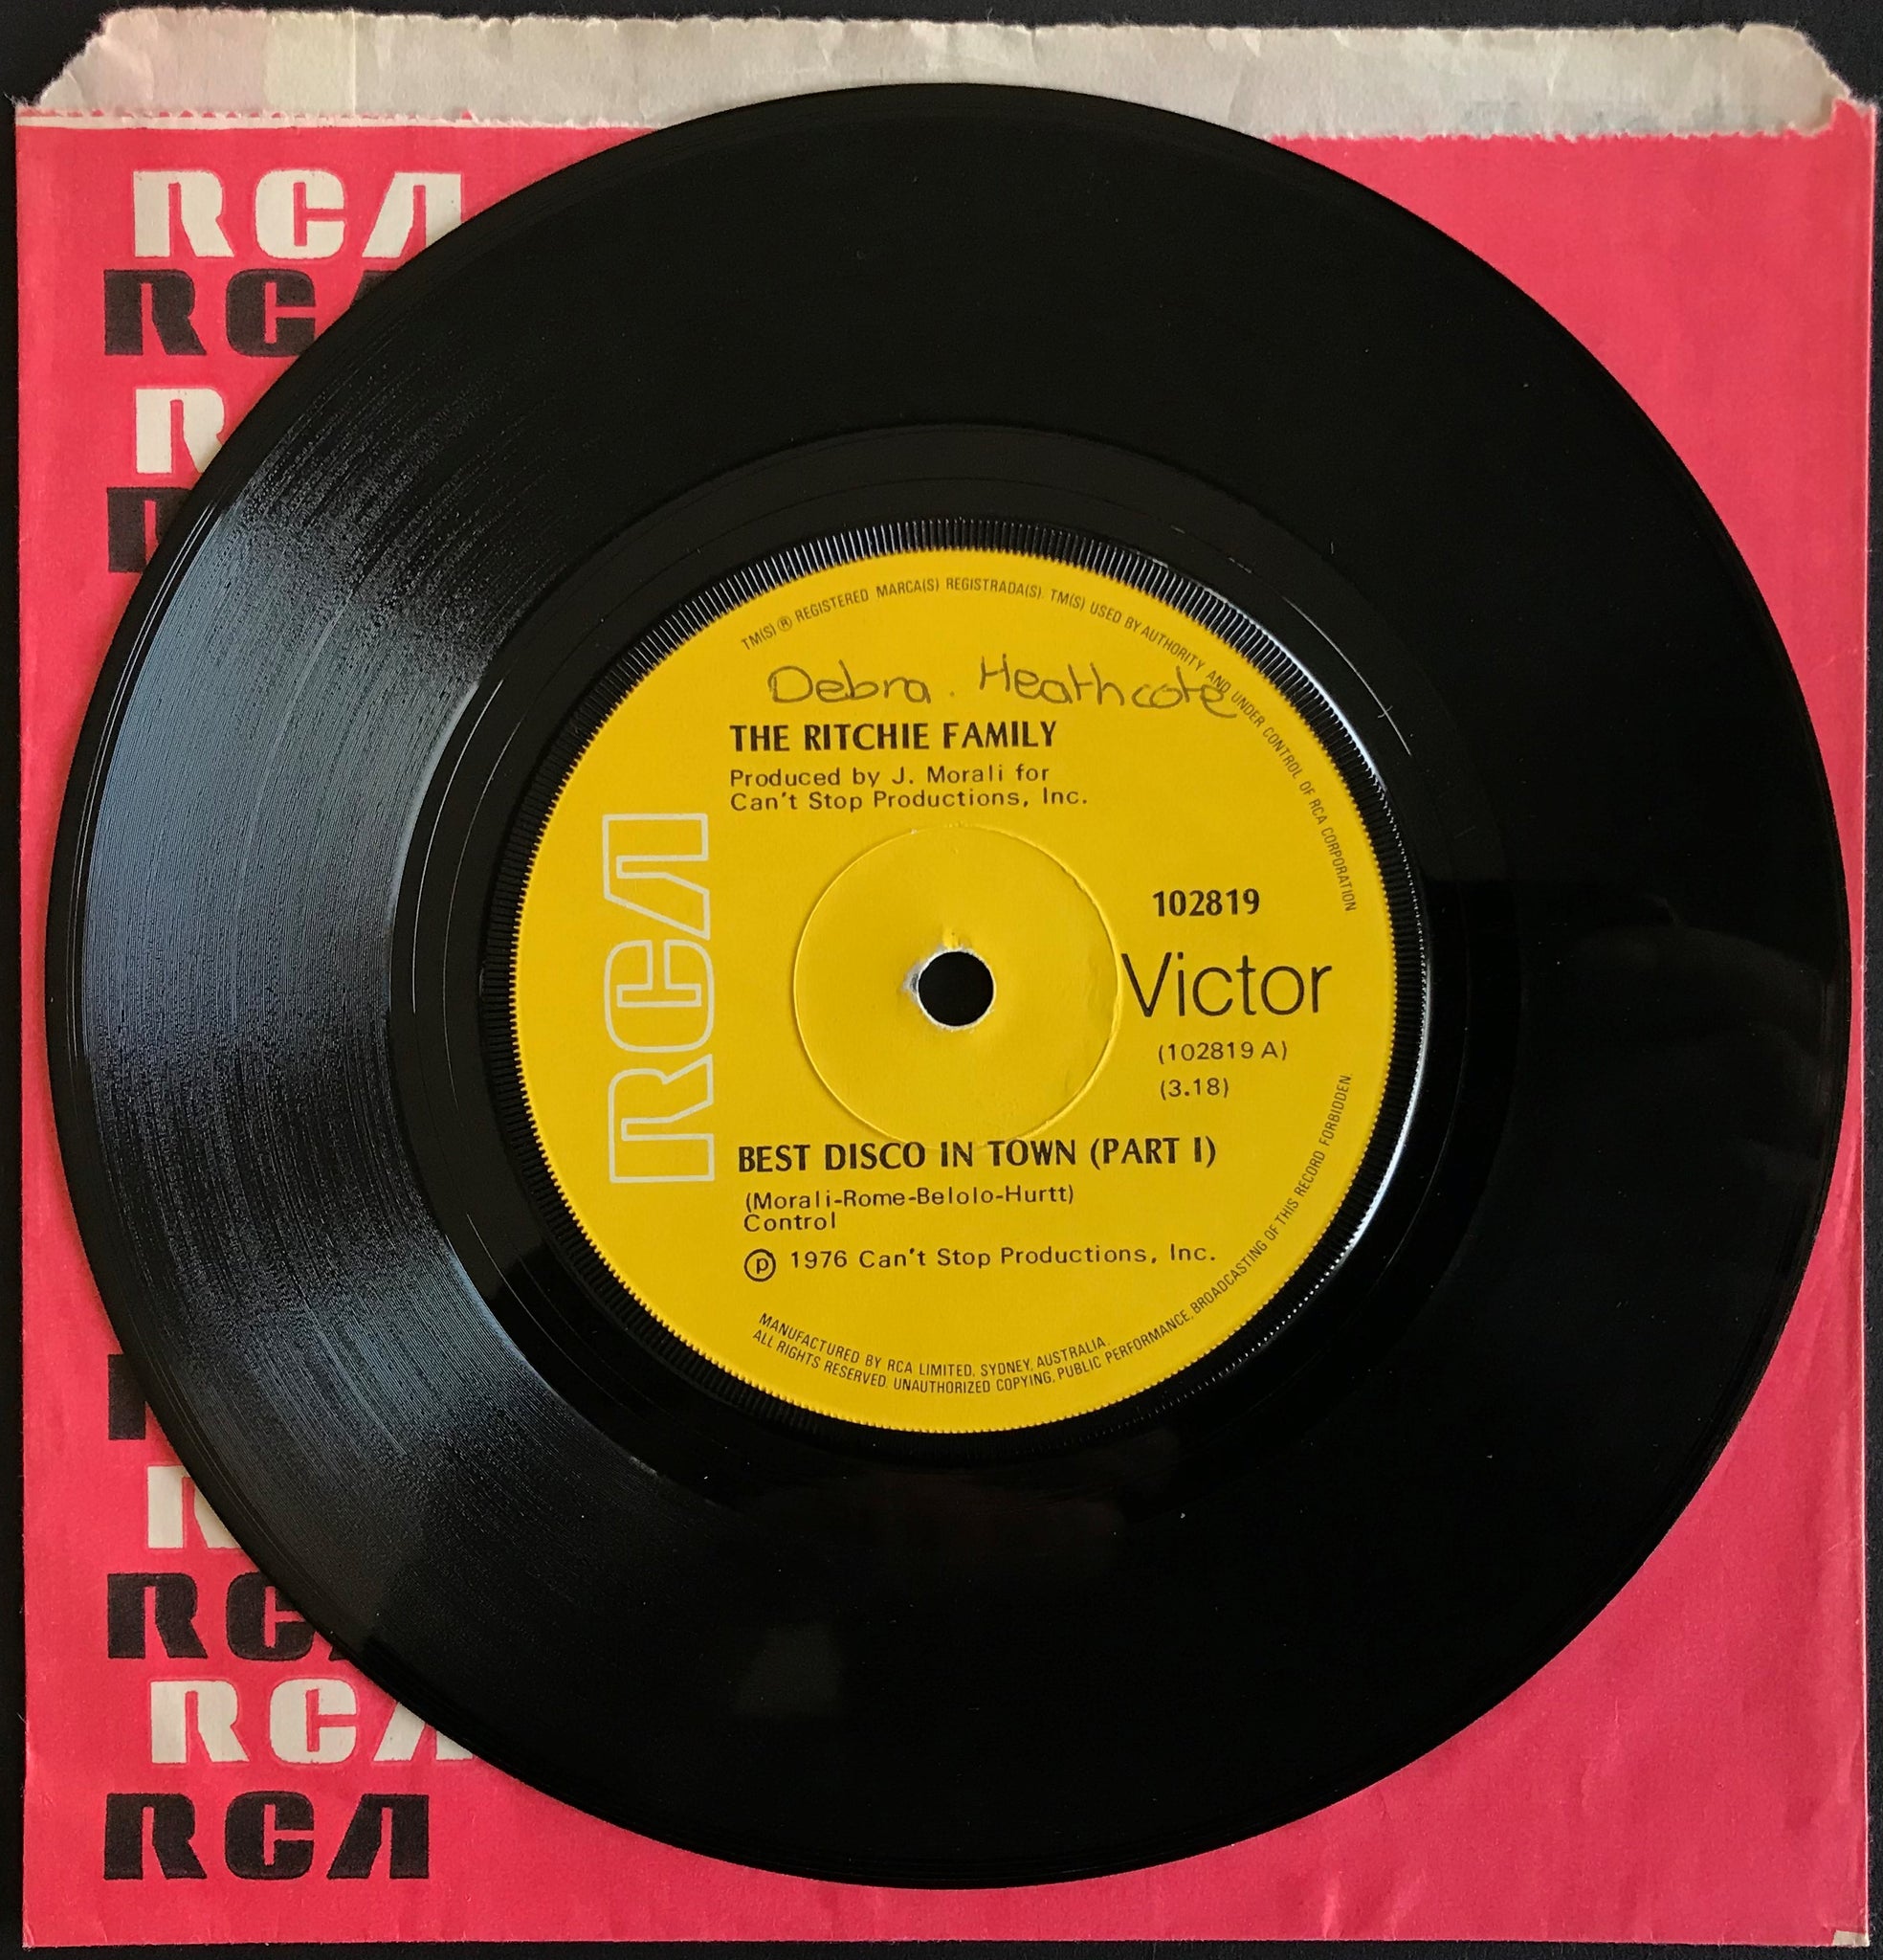 RCA
RCA
R
TM(S) ® REGISTERED MARCA(S) REGISTRADA(S). TM(S) USED BY AUTHORITY AND UNDER CONTROL OF RCA CORPORATION
Debra. Heathcote
THE RITCHIE FAMILY
Produced by J. Morali for
Can't Stop Productions, Inc.
RCA
102819
Victor
(102819 A)
(3.18)
BEST DISCO IN TOWN (PART I)
(Morali-Rome-Belolo-Hurtt)
Control
℗ 1976 Can't Stop Productions, Inc.
MANUFACTURED BY RCA LIMITED, SYDNEY, AUSTRALIA.
ALL RIGHTS RESERVED. UNAUTHORIZED COPYING, PUBLIC PERFORMANCE, BROADCASTING OF THIS RECORD FORBIDDEN.
RCA
RCA
RCA